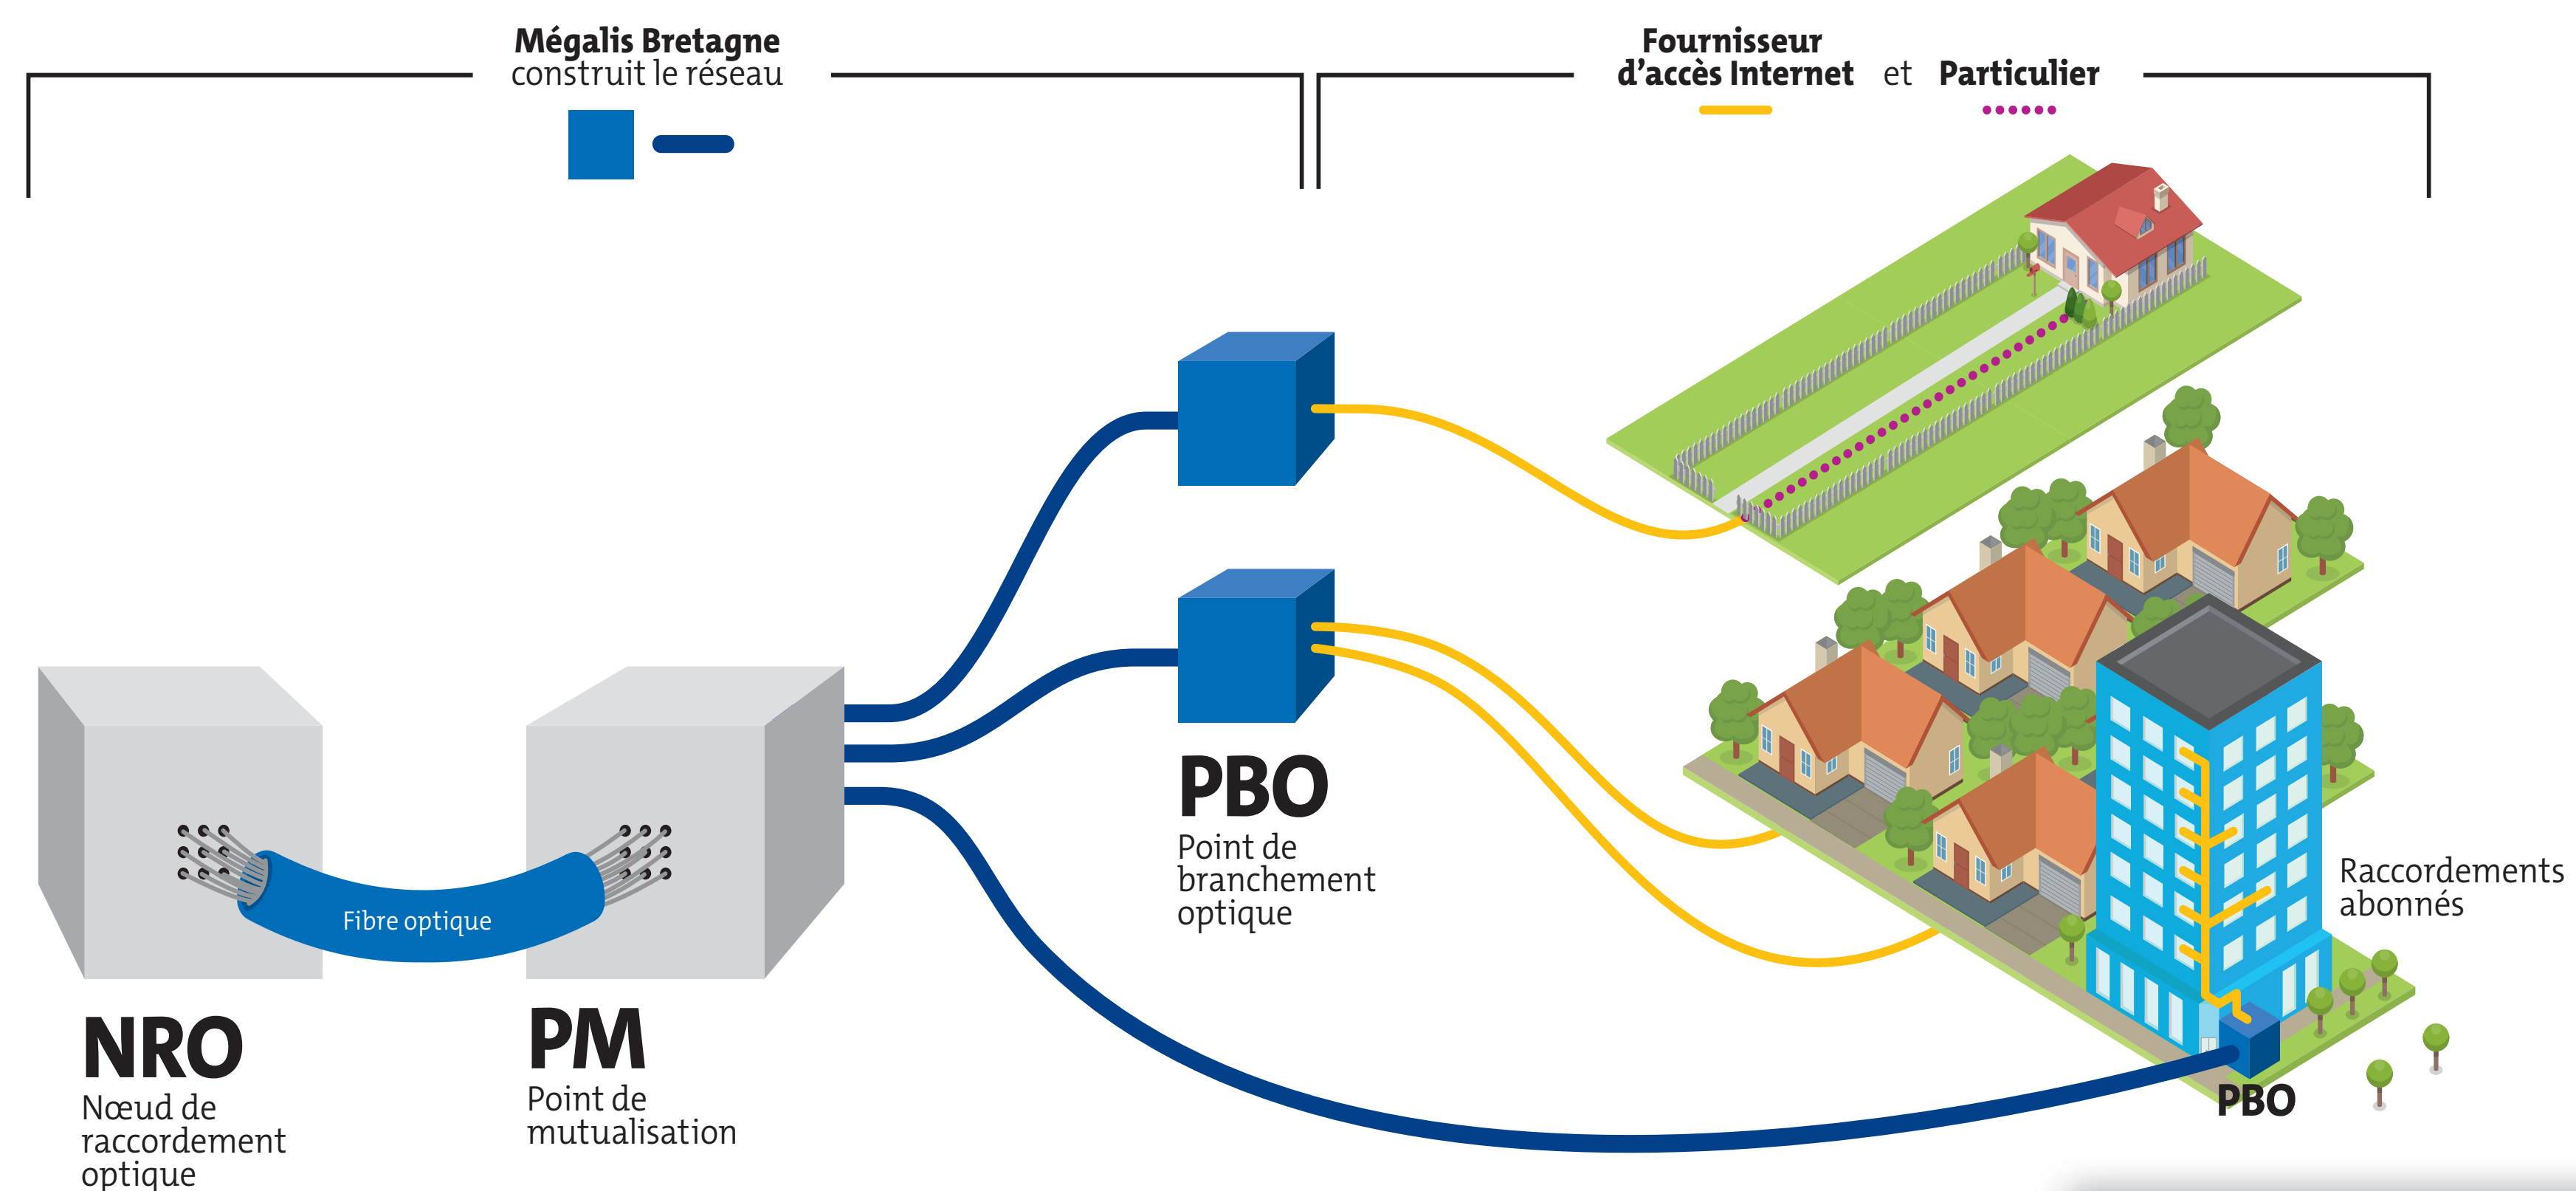 Mégalis Bretagne
construit le réseau
Fournisseur
d'accès Internet et Particulier
Fibre optique
NRO
Nœud de
raccordement
optique
PM
Point de
mutualisation
PBO
Point de
branchement
optique
Raccordements
abonnés
PBO